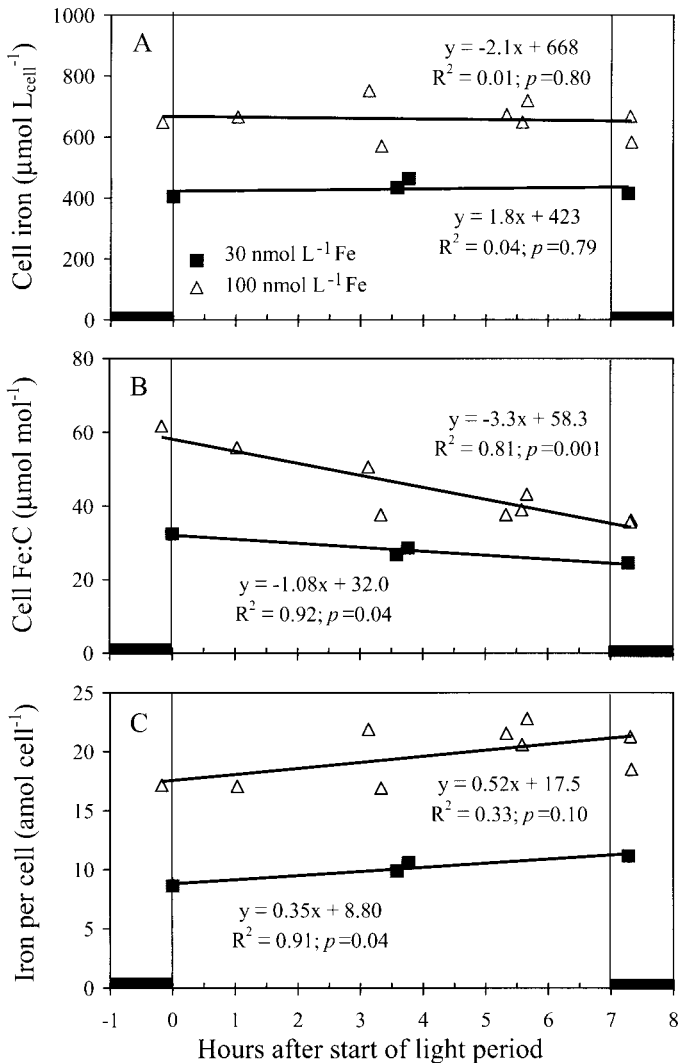 1000
A
y = -2.1x + 668
R² = 0.01; p=0.80
800
600
400
y = 1.8x + 423
R² = 0.04; p=0.79
■ 30 nmol L⁻¹ Fe
△ 100 nmol L⁻¹ Fe
200
0
Cell iron (μmol L_cell⁻¹)
80
B
y = -3.3x + 58.3
R² = 0.81; p=0.001
60
40
20
y = -1.08x + 32.0
R² = 0.92; p=0.04
0
Cell Fe:C (μmol mol⁻¹)
25
C
20
15
y = 0.52x + 17.5
R² = 0.33; p=0.10
10
5
y = 0.35x + 8.80
R² = 0.91; p=0.04
0
Iron per cell (amol cell⁻¹)
-1 0 1 2 3 4 5 6 7 8
Hours after start of light period